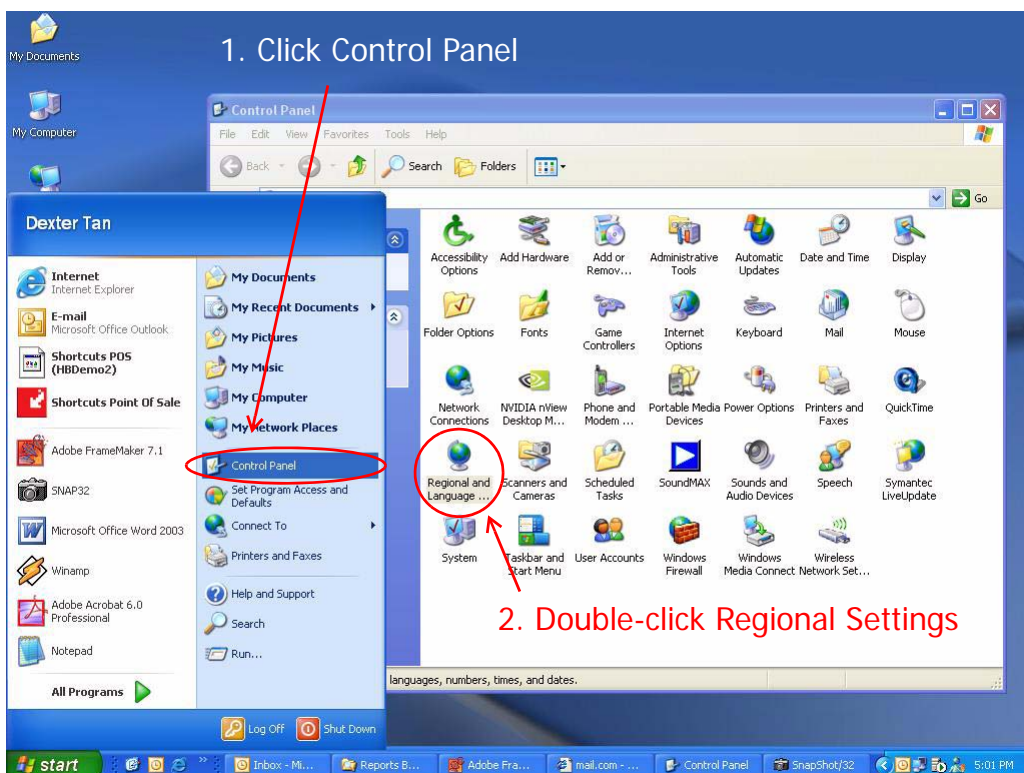 My Documents
1. Click Control Panel
My Computer
Control Panel
File Edit View Favorites Tools Help
Back Search Folders
Go
Dexter Tan
Internet
Internet Explorer
E-mail
Microsoft Office Outlook
Shortcuts POS
(HBDemo2)
Shortcuts Point Of Sale
Adobe FrameMaker 7.1
SNAP32
Microsoft Office Word 2003
Winamp
Adobe Acrobat 6.0
Professional
Notepad
All Programs
My Documents
My Recent Documents
My Pictures
My Music
My Computer
My Network Places
Control Panel
Set Program Access and
Defaults
Connect To
Printers and Faxes
Help and Support
Search
Run...
Log Off Shut Down
Accessibility
Options
Add Hardware
Add or
Remov...
Administrative
Tools
Automatic
Updates
Date and Time
Display
Folder Options
Fonts
Game
Controllers
Internet
Options
Keyboard
Mail
Mouse
Network
Connections
NVIDIA nView
Desktop M...
Phone and
Modem ...
Portable Media
Devices
Power Options
Printers and
Faxes
QuickTime
Regional and
Language ...
Scanners and
Cameras
Scheduled
Tasks
SoundMAX
Sounds and
Audio Devices
Speech
Symantec
LiveUpdate
System
Taskbar and
Start Menu
User Accounts
Windows
Firewall
Windows
Media Connect
Wireless
Network Set...
2. Double-click Regional Settings
languages, numbers, times, and dates.
start
Inbox - Mi...
Reports B...
Adobe Fra...
mail.com - ...
Control Panel
SnapShot/32
5:01 PM